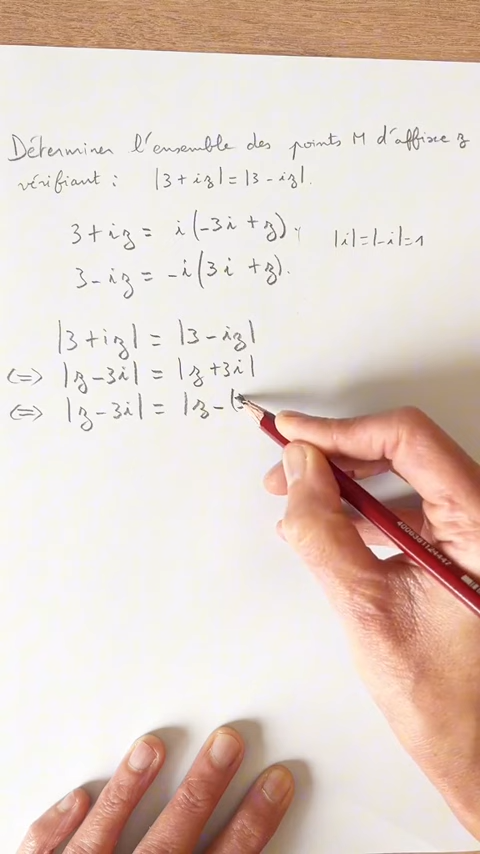 Déterminer l'ensemble des points M d'affixe z
vérifiant : |3 + iz| = |3 - iz|.
3 + iz = i(-3i + z).
|i| = |-i| = 1
3 - iz = -i(3i + z).
|3 + iz| = |3 - iz|
<=> |z - 3i| = |z + 3i|
<=> |z - 3i| = |z - (
4006381124447